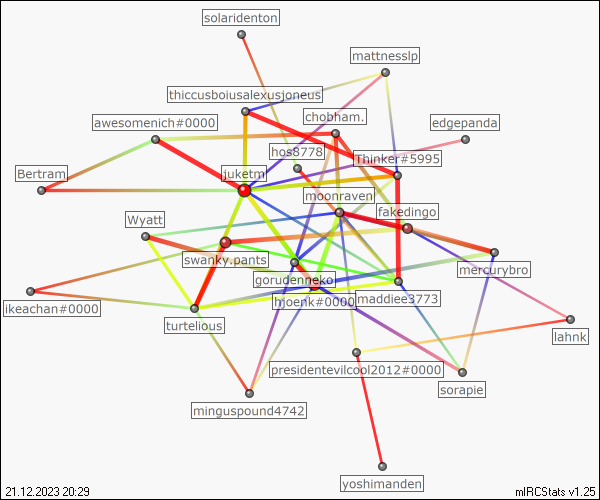 solaridenton
mattnesslp
thiccusboiusalexusjoneus
awesomenich#0000
chobham.
edgepanda
hos8778
Thinker#5995
Bertram
juketm
moonraven
fakedingo
Wyatt
swanky.pants
mercurybro
gorudenneko
hjoenk#0000
maddiee3773
ikeachan#0000
turtelious
lahnk
presidentevilcool2012#0000
sorapie
minguspound4742
yoshimanden
21.12.2023 20:29
mIRCStats v1.25